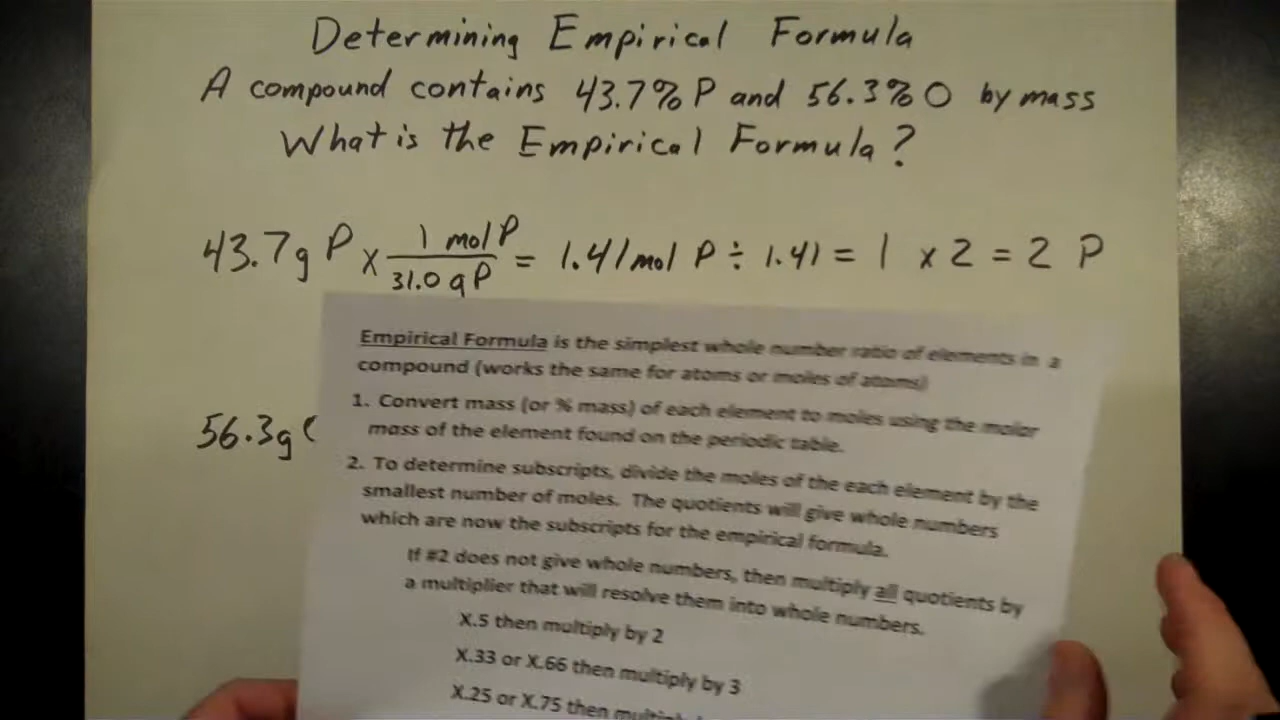 Determining Empirical Formula
A compound contains 43.7% P and 56.3% O by mass
What is the Empirical Formula?
43.7g P x 1 mol P / 31.0 g P = 1.41 mol P ÷ 1.41 = 1 x 2 = 2 P
Empirical Formula is the simplest whole number ratio of elements in a
compound (works the same for atoms or moles of atoms)
1. Convert mass (or % mass) of each element to moles using the molar
mass of the element found on the periodic table.
56.3g
2. To determine subscripts, divide the moles of the each element by the
smallest number of moles. The quotients will give whole numbers
which are now the subscripts for the empirical formula.
If #2 does not give whole numbers, then multiply all quotients by
a multiplier that will resolve them into whole numbers.
X.5 then multiply by 2
X.33 or X.66 then multiply by 3
X.25 or X.75 then